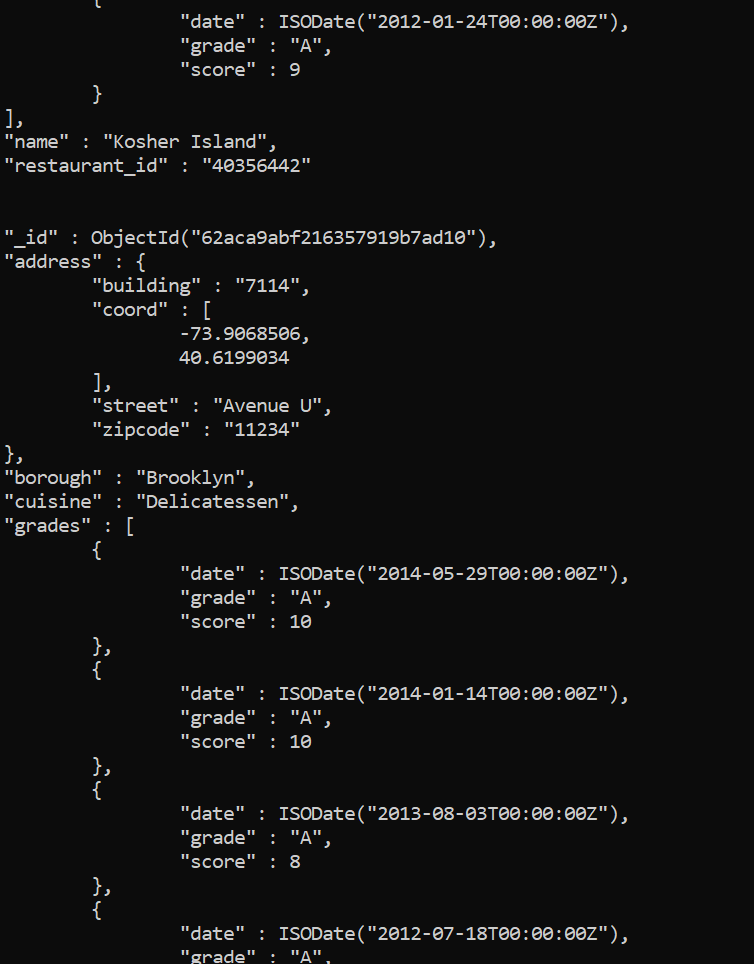 {
"date" : ISODate("2012-01-24T00:00:00Z"),
"grade" : "A",
"score" : 9
}
],
"name" : "Kosher Island",
"restaurant_id" : "40356442"
"_id" : ObjectId("62aca9abf216357919b7ad10"),
"address" : {
"building" : "7114",
"coord" : [
-73.9068506,
40.6199034
],
"street" : "Avenue U",
"zipcode" : "11234"
},
"borough" : "Brooklyn",
"cuisine" : "Delicatessen",
"grades" : [
{
"date" : ISODate("2014-05-29T00:00:00Z"),
"grade" : "A",
"score" : 10
},
{
"date" : ISODate("2014-01-14T00:00:00Z"),
"grade" : "A",
"score" : 10
},
{
"date" : ISODate("2013-08-03T00:00:00Z"),
"grade" : "A",
"score" : 8
},
{
"date" : ISODate("2012-07-18T00:00:00Z"),
"grade" : "A",